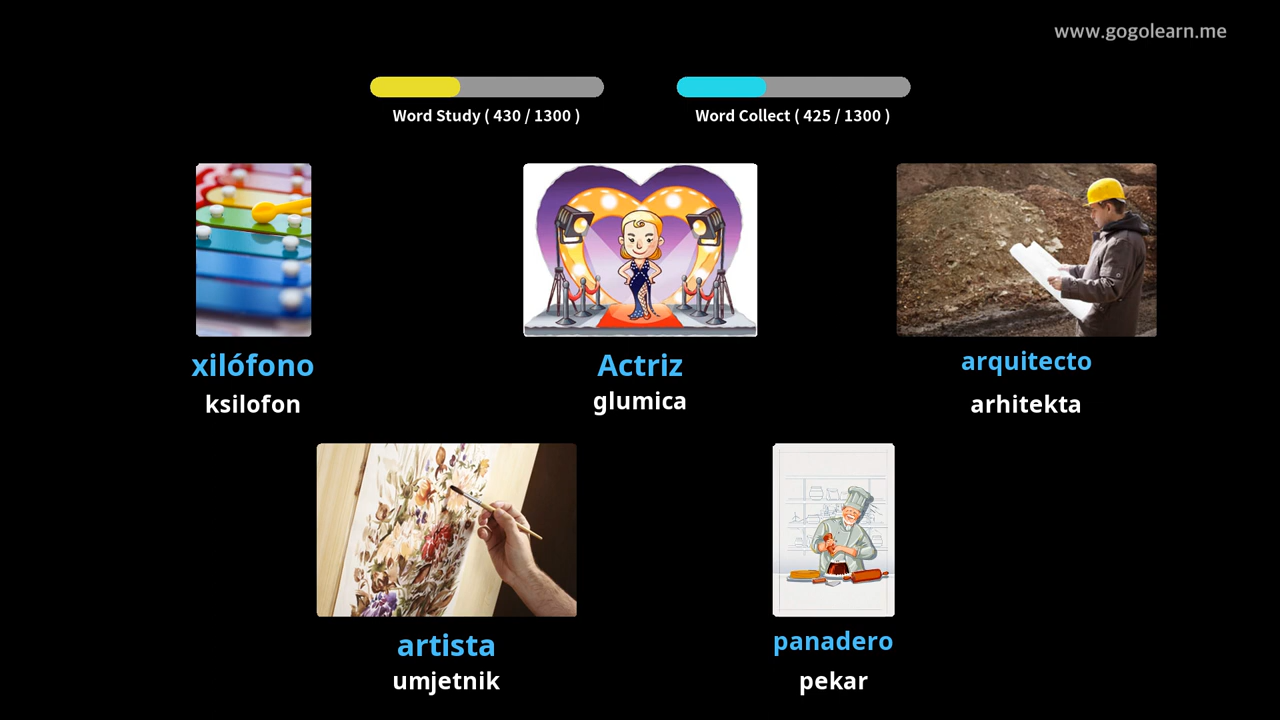 www.gogolearn.me
Word Study ( 430 / 1300 )
Word Collect ( 425 / 1300 )
xilófono
ksilofon
Actriz
glumica
arquitecto
arhitekta
artista
umjetnik
panadero
pekar